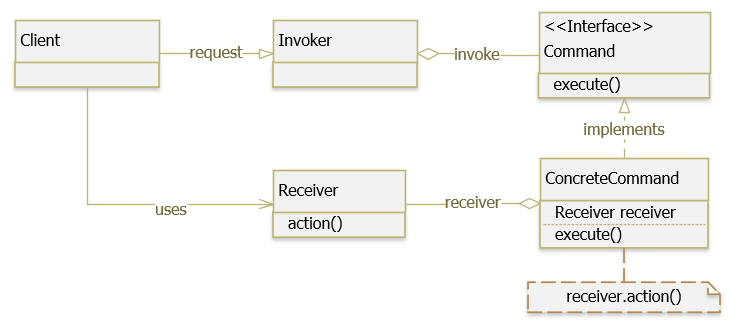 Client
request
Invoker
invoke
<<Interface>>
Command
execute()
implements
uses
Receiver
action()
receiver
ConcreteCommand
Receiver receiver
execute()
receiver.action()